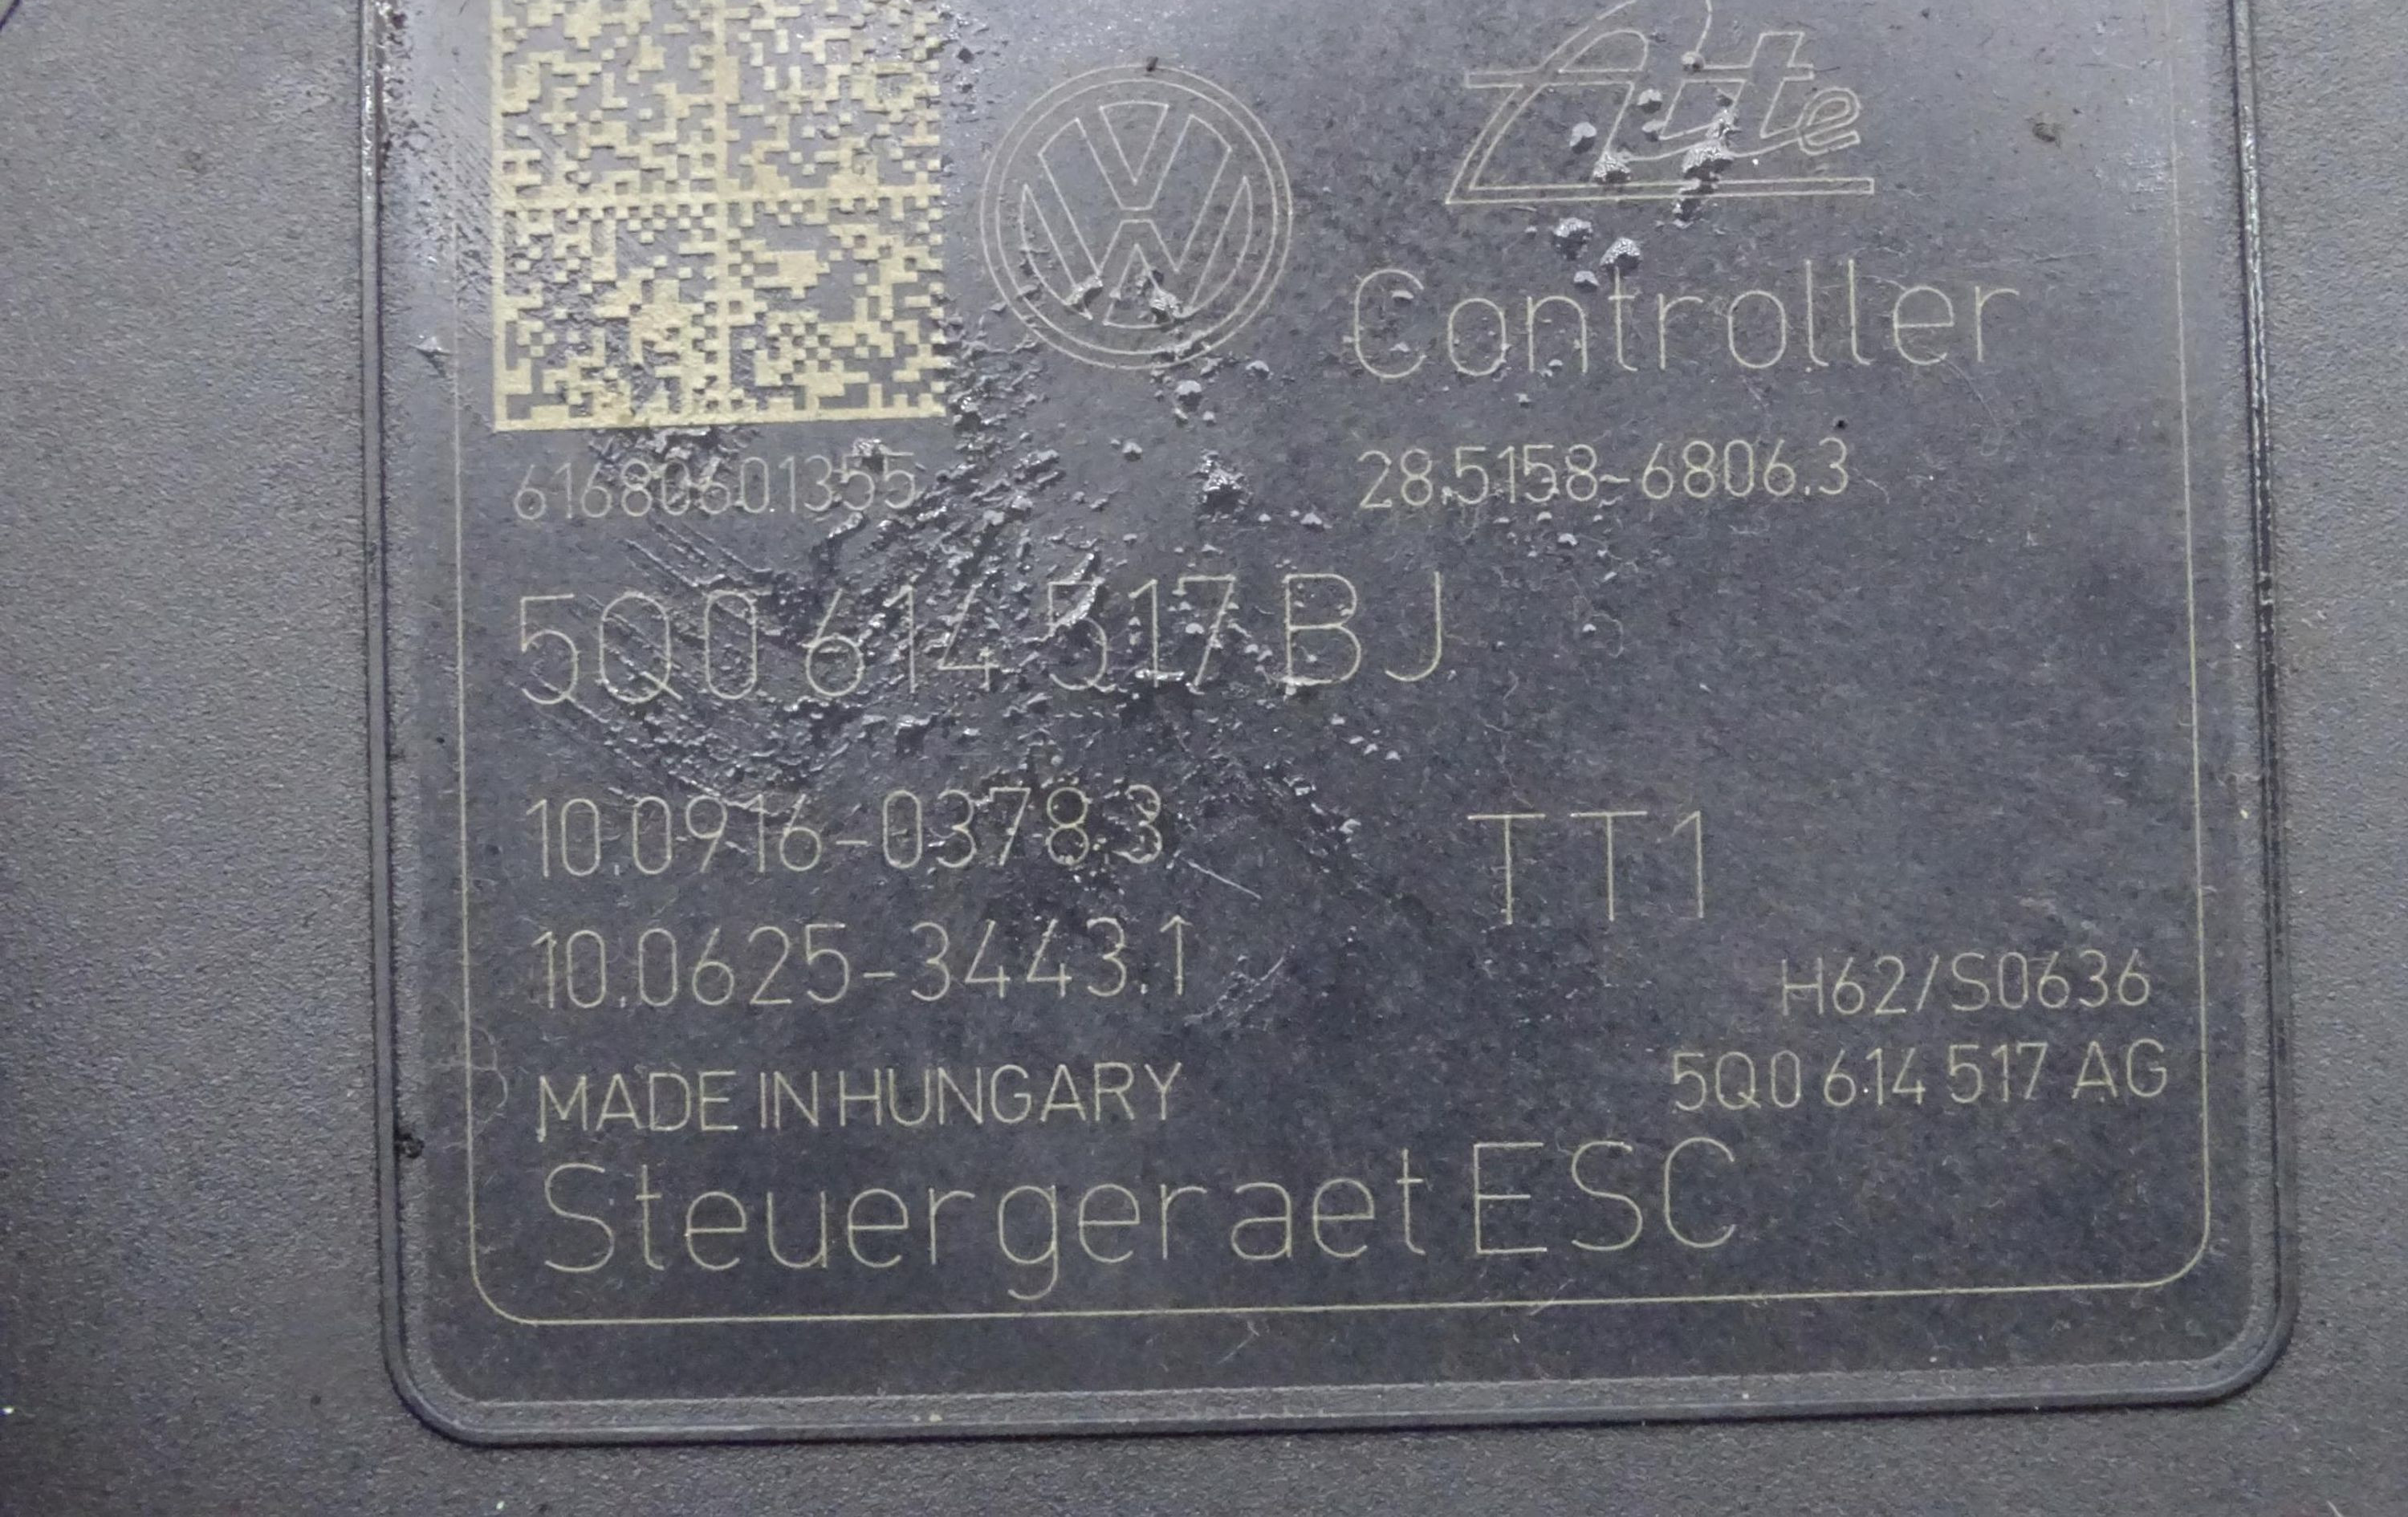 Ate
Controller
61680601355
28.5158-6806.3
5Q0 614 517 BJ
10.0916-0378.3
TT1
10.0625-3443.1
H62/S0636
MADE IN HUNGARY
5Q0 614 517 AG
Steuergeraet ESC